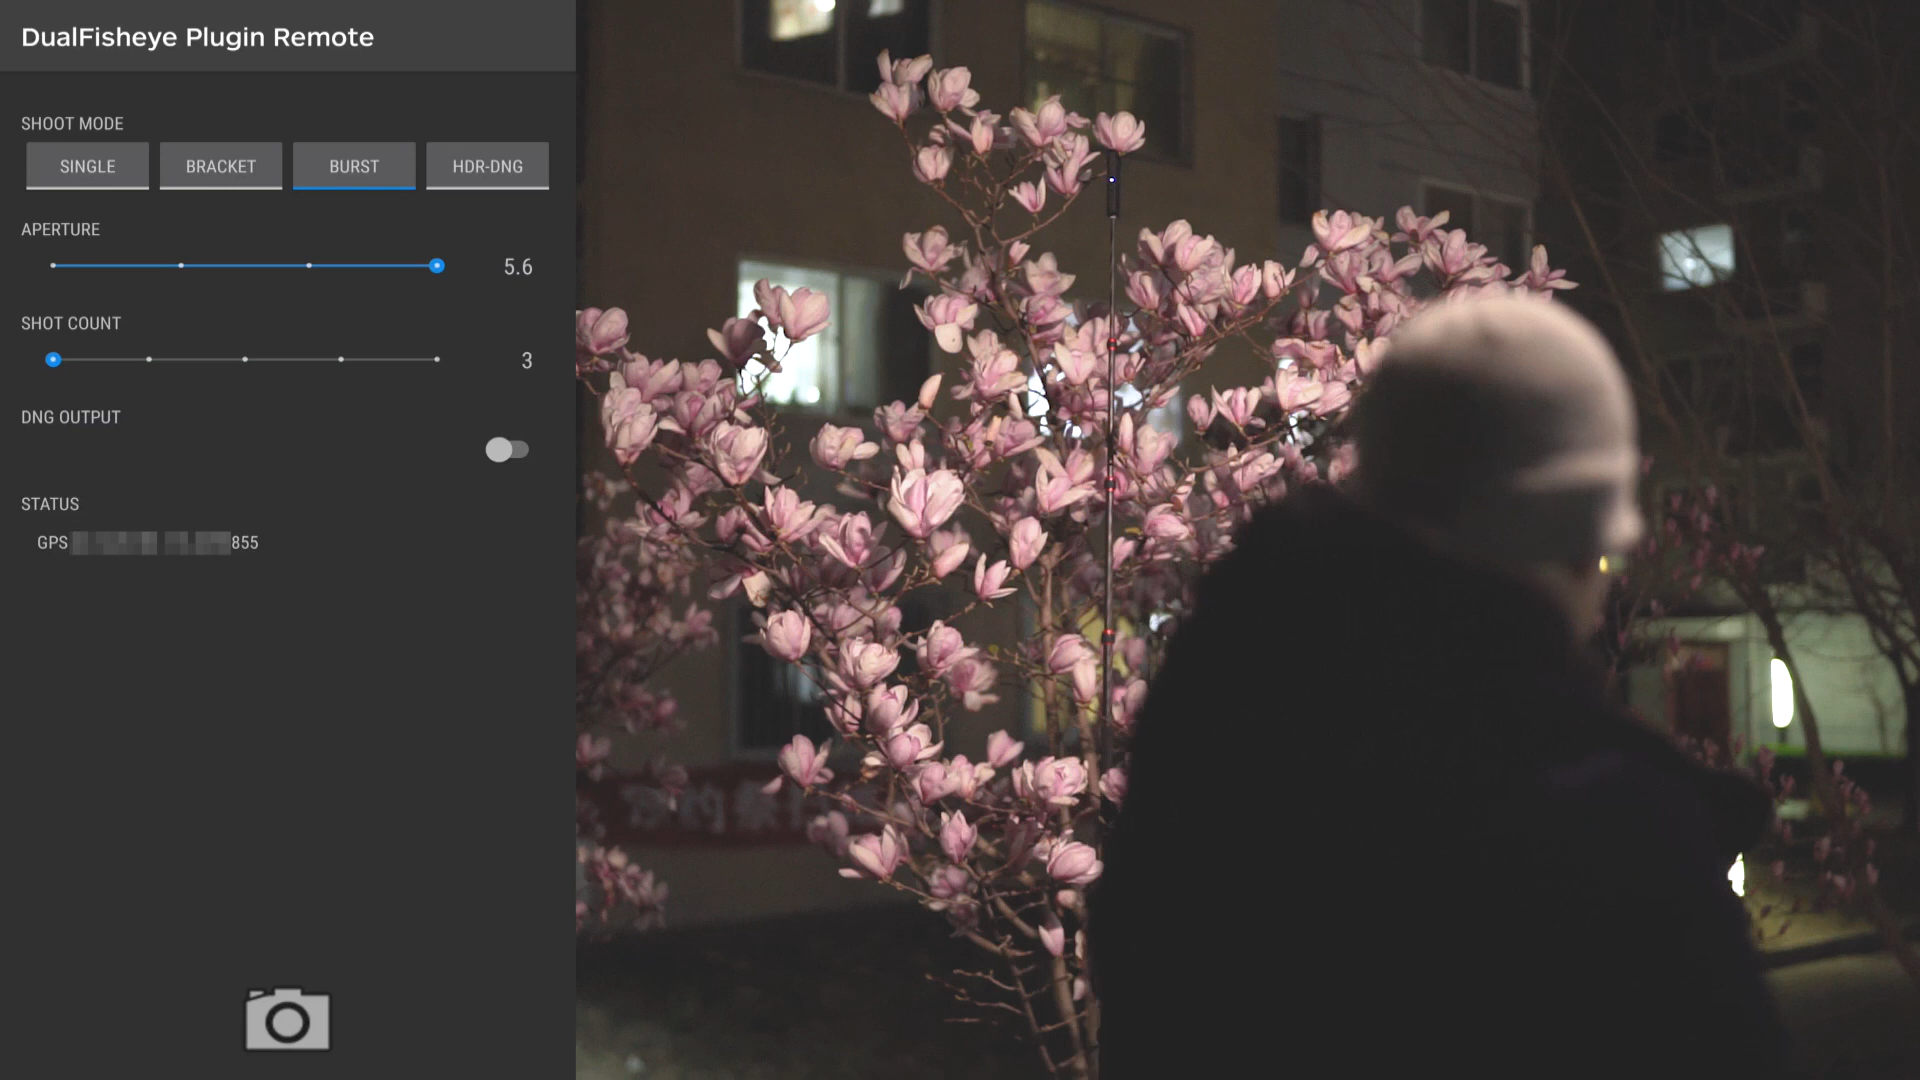 DualFisheye Plugin Remote
SHOOT MODE
SINGLE BRACKET BURST HDR-DNG
APERTURE
5.6
SHOT COUNT
3
DNG OUTPUT
STATUS
GPS 855